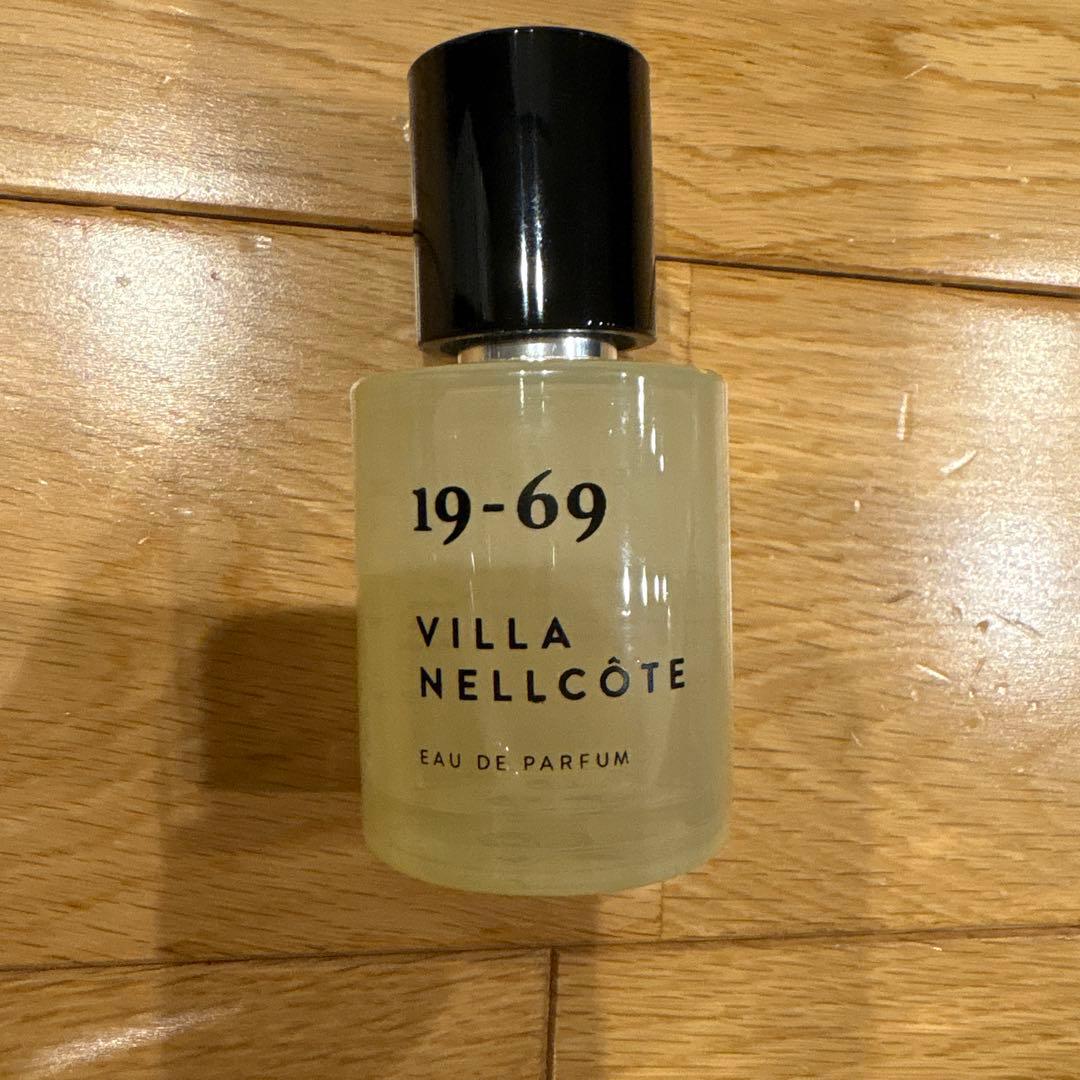 19-69
VILLA
NELLCÔTE
EAU DE PARFUM